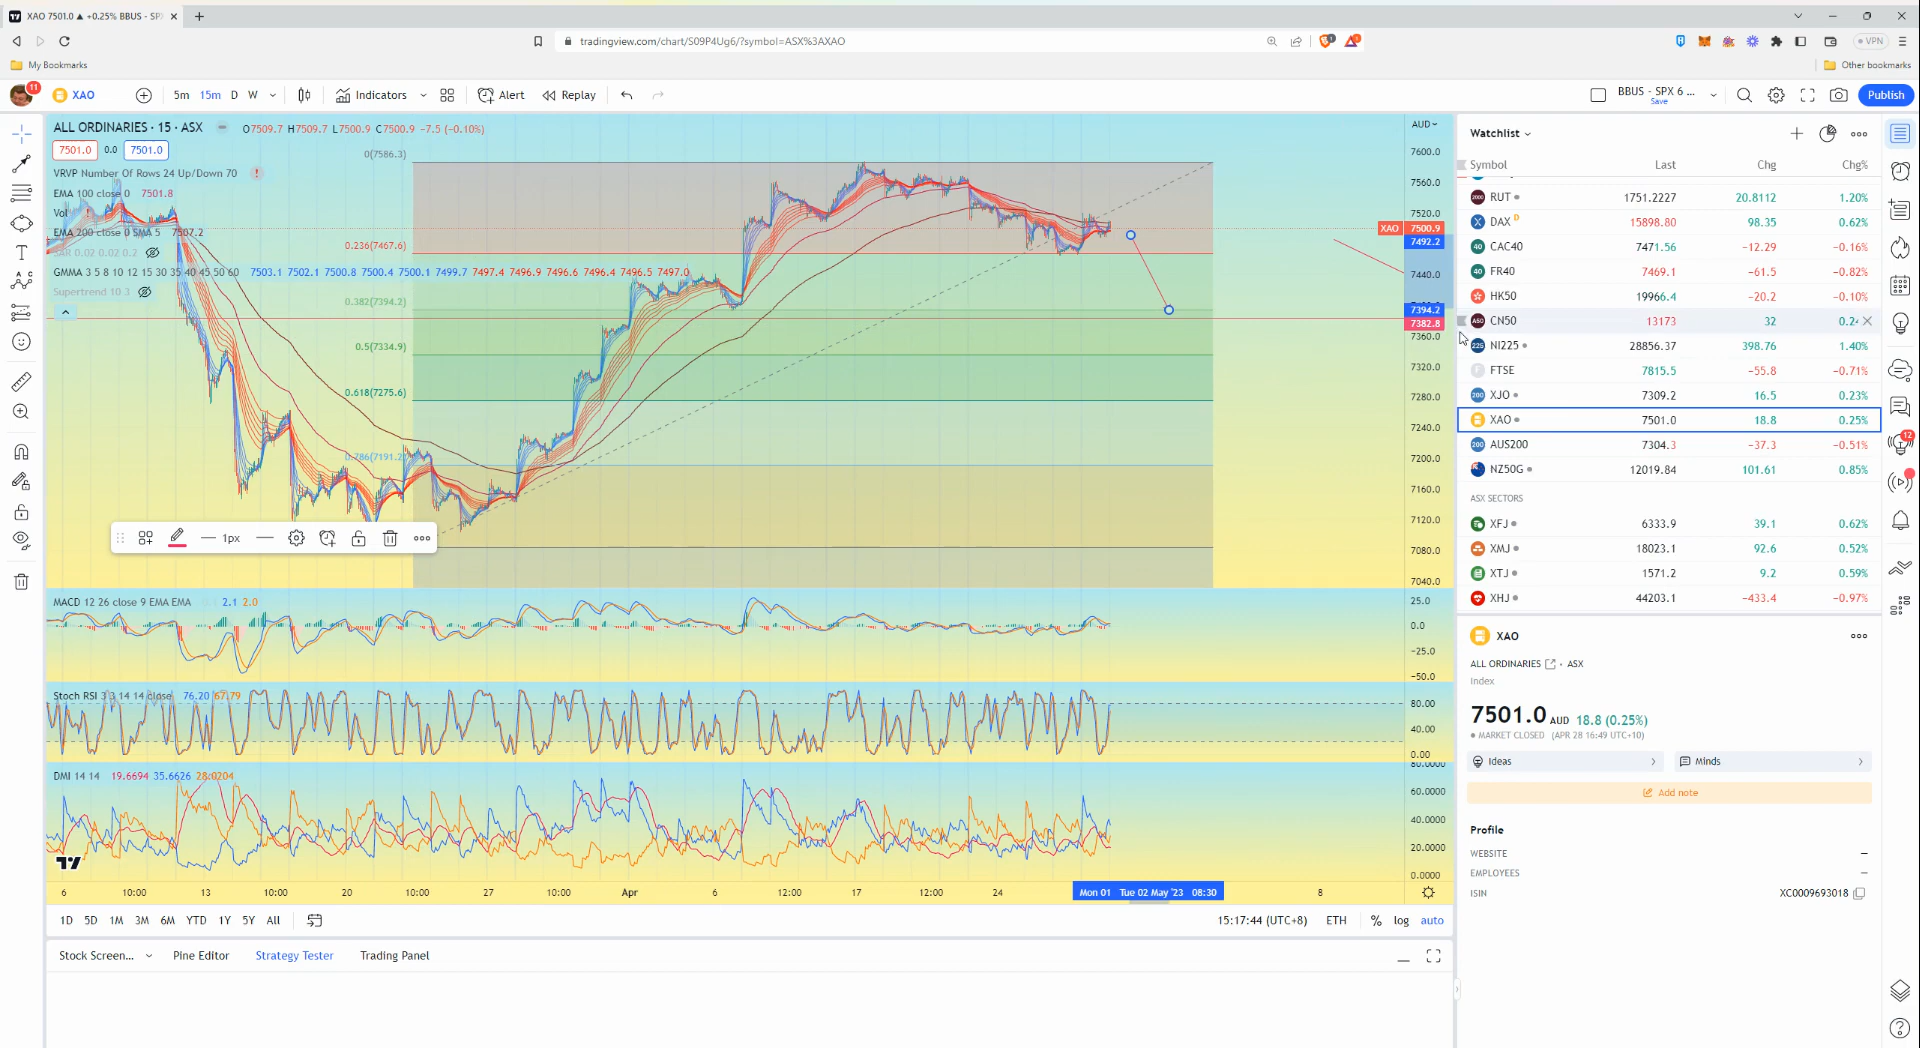 XAO 7501.0 ▲ +0.25% BBUS - SP
tradingview.com/chart/S09P4Ug6/?symbol=ASX%3AXAO
VPN
My Bookmarks
Other bookmarks
11
XAO
5m 15m D W
Indicators
Alert
Replay
BBUS - SPX 6 ...
Save
Publish
ALL ORDINARIES · 15 · ASX
O7509.7 H7509.7 L7500.9 C7500.9 -7.5 (-0.10%)
7501.0 0.0 7501.0
VRVP Number Of Rows 24 Up/Down 70
EMA 100 close 0 7501.8
Vol
EMA 200 close 0 SMA 5 7507.2
SAR 0.02 0.02 0.2
GMMA 3 5 8 10 12 15 30 35 40 45 50 60 7503.1 7502.1 7500.8 7500.4 7500.1 7499.7 7497.4 7496.9 7496.6 7496.4 7496.5 7497.0
Supertrend 10 3
0(7586.3)
0.236(7467.6)
0.382(7394.2)
0.5(7334.9)
0.618(7275.6)
0.786(7191.2)
1px
AUD
7600.0
7560.0
7520.0
XAO 7500.9
7492.2
7440.0
7394.2
7382.8
7360.0
7320.0
7280.0
7240.0
7200.0
7160.0
7120.0
7080.0
7040.0
MACD 12 26 close 9 EMA EMA 2.1 2.0
25.0
0.0
-25.0
-50.0
Stoch RSI 3 3 14 14 close 76.20 67.79
80.00
40.00
0.00
DMI 14 14 19.6694 35.6626 28.0204
80.0000
60.0000
40.0000
20.0000
0.0000
6 10:00 13 10:00 20 10:00 27 10:00 Apr 6 12:00 17 12:00 24 Mon 01 Tue 02 May '23 08:30 8
1D 5D 1M 3M 6M YTD 1Y 5Y All
15:17:44 (UTC+8) ETH % log auto
Stock Screen... Pine Editor Strategy Tester Trading Panel
Watchlist
Symbol Last Chg Chg%
RUT 1751.2227 20.8112 1.20%
DAX D 15898.80 98.35 0.62%
CAC40 7471.56 -12.29 -0.16%
FR40 7469.1 -61.5 -0.82%
HK50 19966.4 -20.2 -0.10%
CN50 13173 32
NI225 28856.37 398.76 1.40%
FTSE 7815.5 -55.8 -0.71%
XJO 7309.2 16.5 0.23%
XAO 7501.0 18.8 0.25%
AUS200 7304.3 -37.3 -0.51%
NZ50G 12019.84 101.61 0.85%
ASX SECTORS
XFJ 6333.9 39.1 0.62%
XMJ 18023.1 92.6 0.52%
XTJ 1571.2 9.2 0.59%
XHJ 44203.1 -433.4 -0.97%
12
XAO
ALL ORDINARIES · ASX
Index
7501.0 AUD 18.8 (0.25%)
MARKET CLOSED (APR 28 16:49 UTC+10)
Ideas
Minds
Add note
Profile
WEBSITE —
EMPLOYEES —
ISIN XC0009693018